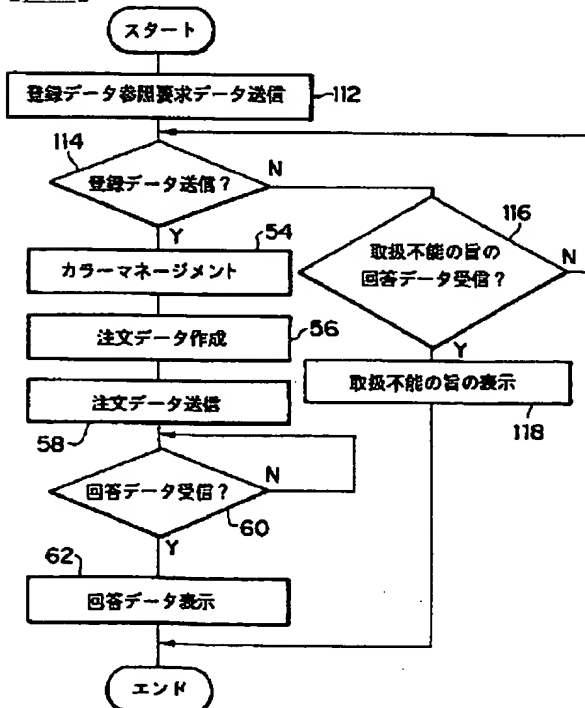 スタート
登録データ参照要求データ送信
112
114
登録データ送信?
N
Y
116
取扱不能の旨の
回答データ受信?
N
Y
54
カラーマネージメント
56
注文データ作成
取扱不能の旨の表示
118
注文データ送信
58
回答データ受信?
N
60
Y
62
回答データ表示
エンド